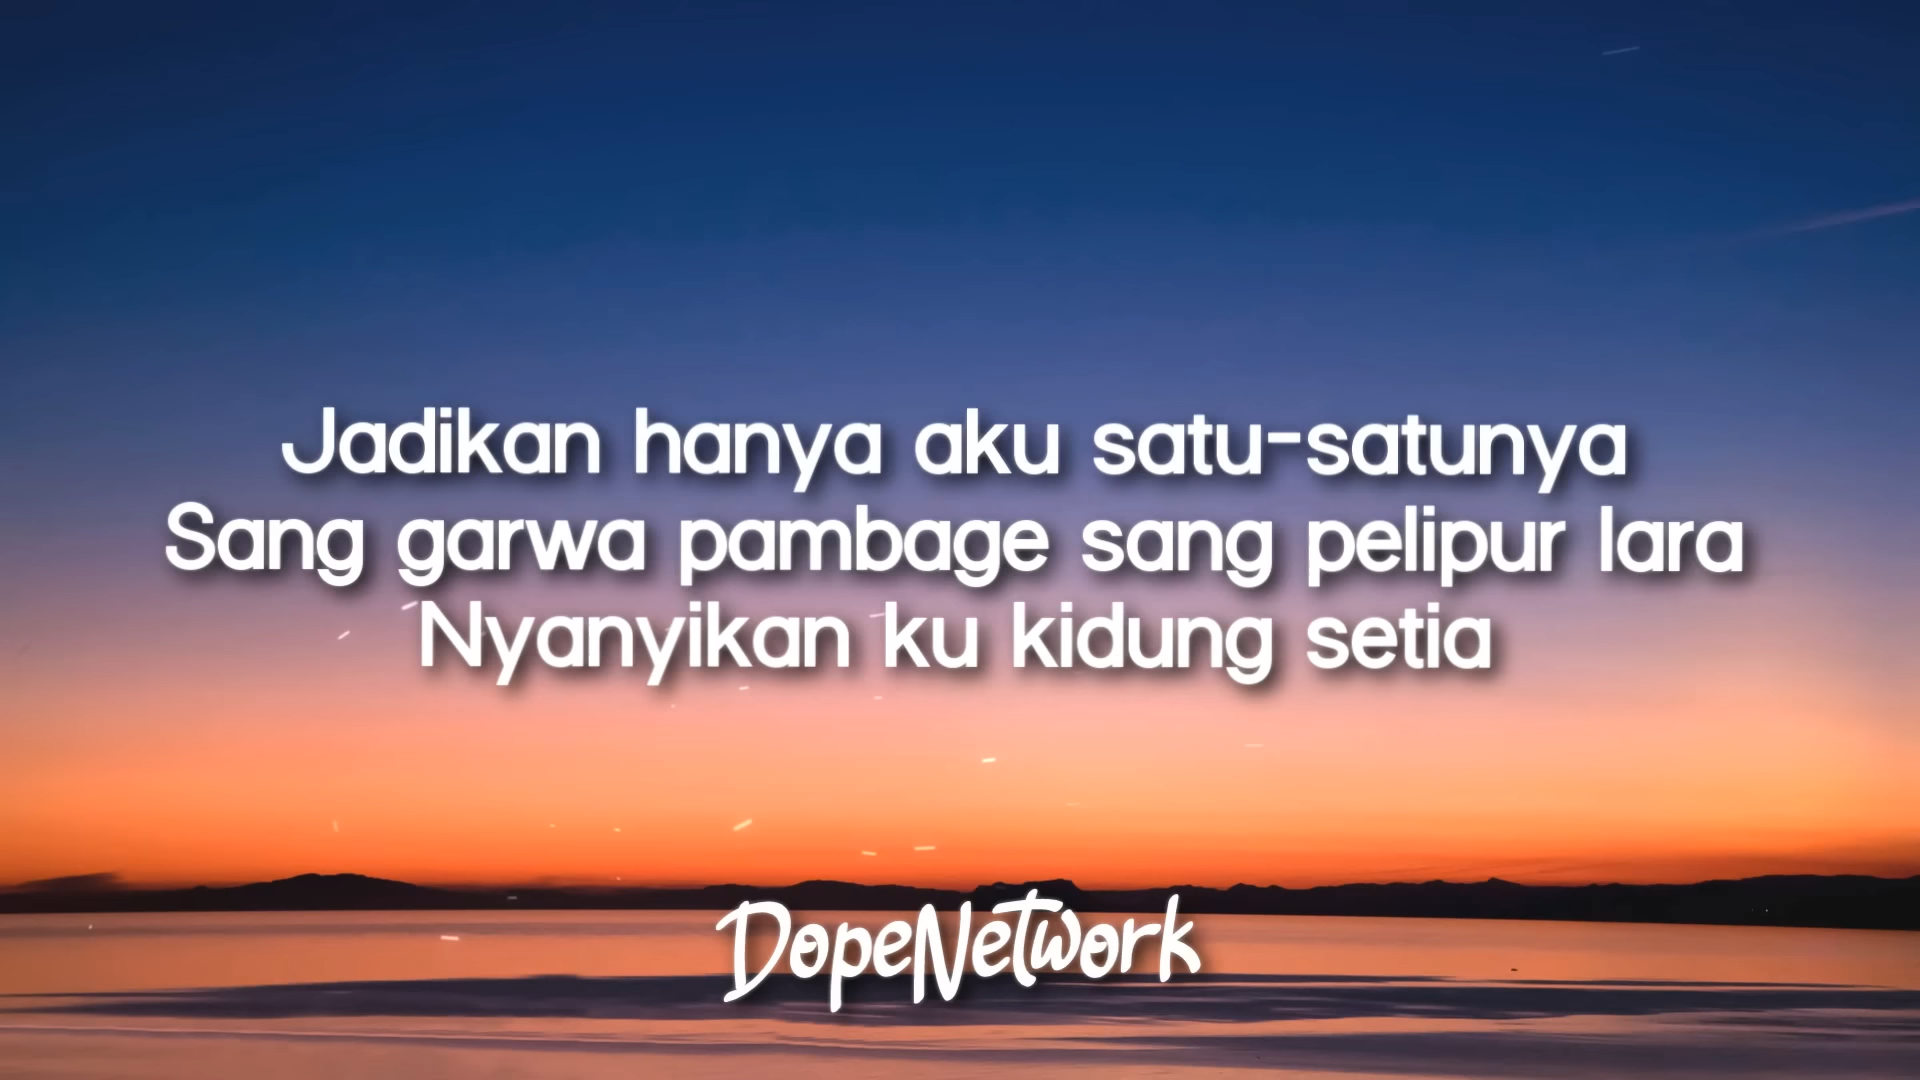 Jadikan hanya aku satu-satunya
Sang garwa pambage sang pelipur lara
Nyanyikan ku kidung setia
DopeNetwork